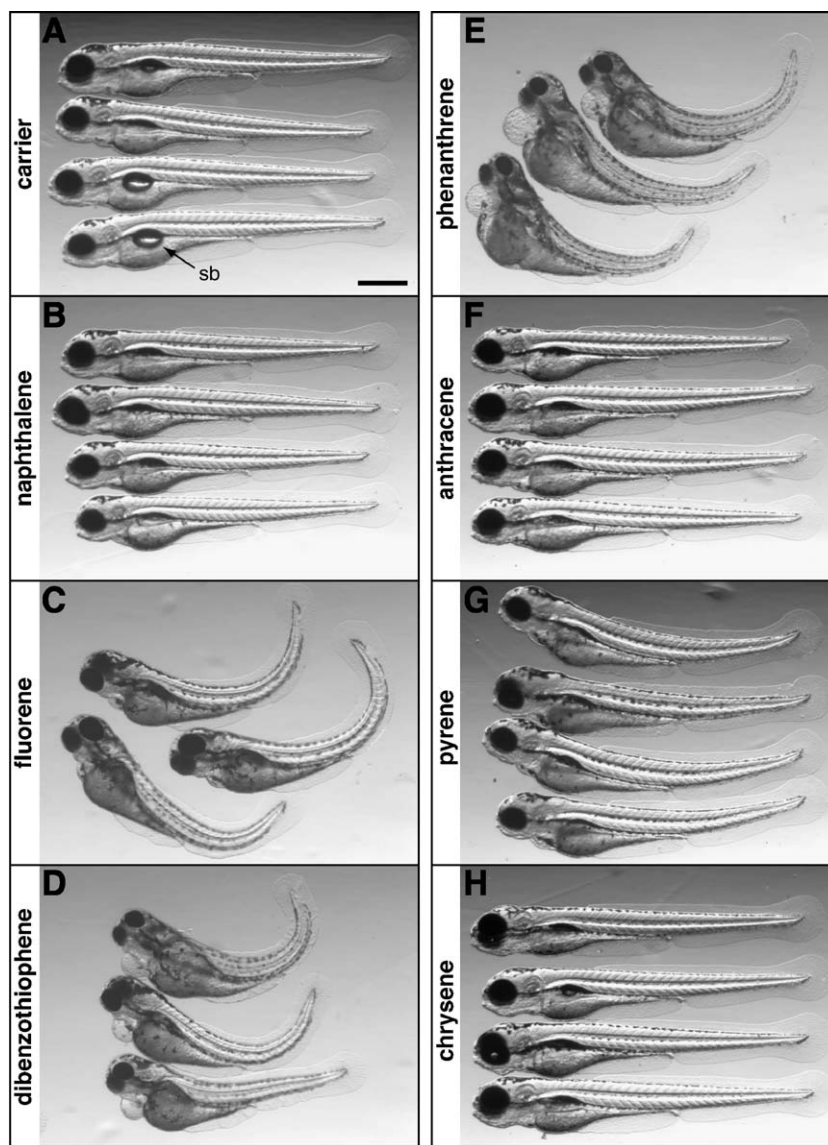 A
carrier
sb
B
naphthalene
C
fluorene
D
dibenzothiophene
E
phenanthrene
F
anthracene
G
pyrene
H
chrysene